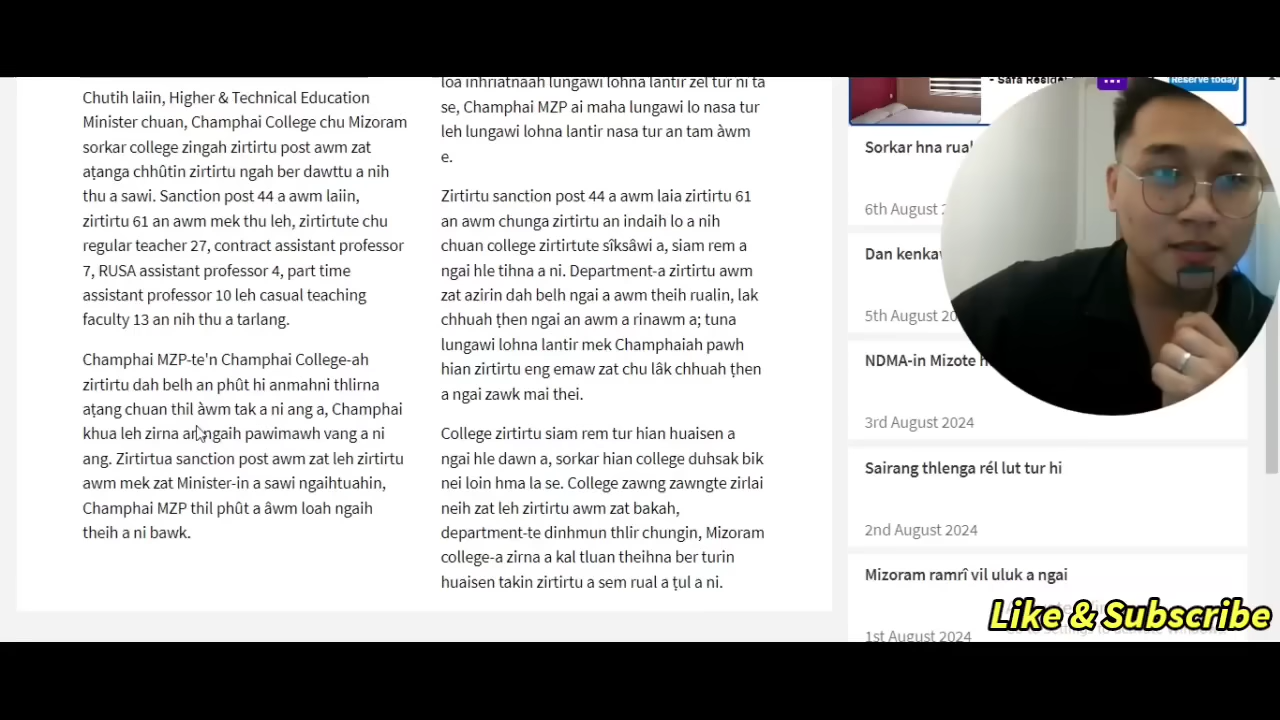 Chutih laiin, Higher & Technical Education
Minister chuan, Champhai College chu Mizoram
sorkar college zingah zirtirtu post awm zat
aṭanga chhûtin zirtirtu ngah ber dawttu a nih
thu a sawi. Sanction post 44 a awm laiin,
zirtirtu 61 an awm mek thu leh, zirtirtute chu
regular teacher 27, contract assistant professor
7, RUSA assistant professor 4, part time
assistant professor 10 leh casual teaching
faculty 13 an nih thu a tarlang.
Champhai MZP-te'n Champhai College-ah
zirtirtu dah belh an phût hi anmahni thlirna
aṭang chuan thil àwm tak a ni ang a, Champhai
khua leh zirna an ngaih pawimawh vang a ni
ang. Zirtirtua sanction post awm zat leh zirtirtu
awm mek zat Minister-in a sawi ngaihtuahin,
Champhai MZP thil phût a âwm loah ngaih
theih a ni bawk.
loa inhriatnaah lungawi lohna lantir zel tur ni ta
se, Champhai MZP ai maha lungawi lo nasa tur
leh lungawi lohna lantir nasa tur an tam àwm
e.
Zirtirtu sanction post 44 a awm laia zirtirtu 61
an awm chunga zirtirtu an indaih lo a nih
chuan college zirtirtute sîksâwi a, siam rem a
ngai hle tihna a ni. Department-a zirtirtu awm
zat azirin dah belh ngai a awm theih rualin, lak
chhuah ṭhen ngai an awm a rinawm a; tuna
lungawi lohna lantir mek Champhaiah pawh
hian zirtirtu eng emaw zat chu lâk chhuah ṭhen
a ngai zawk mai thei.
College zirtirtu siam rem tur hian huaisen a
ngai hle dawn a, sorkar hian college duhsak bik
nei loin hma la se. College zawng zawngte zirlai
neih zat leh zirtirtu awm zat bakah,
department-te dinhmun thlir chungin, Mizoram
college-a zirna a kal tluan theihna ber turin
huaisen takin zirtirtu a sem rual a ṭul a ni.
- Safa Reside
Reserve today
Sorkar hna rual
6th August 2
Dan kenkaw
5th August 20
NDMA-in Mizote h
3rd August 2024
Sairang thlenga rél lut tur hi
2nd August 2024
Mizoram ramrî vil uluk a ngai
1st August 2024
Like & Subscribe